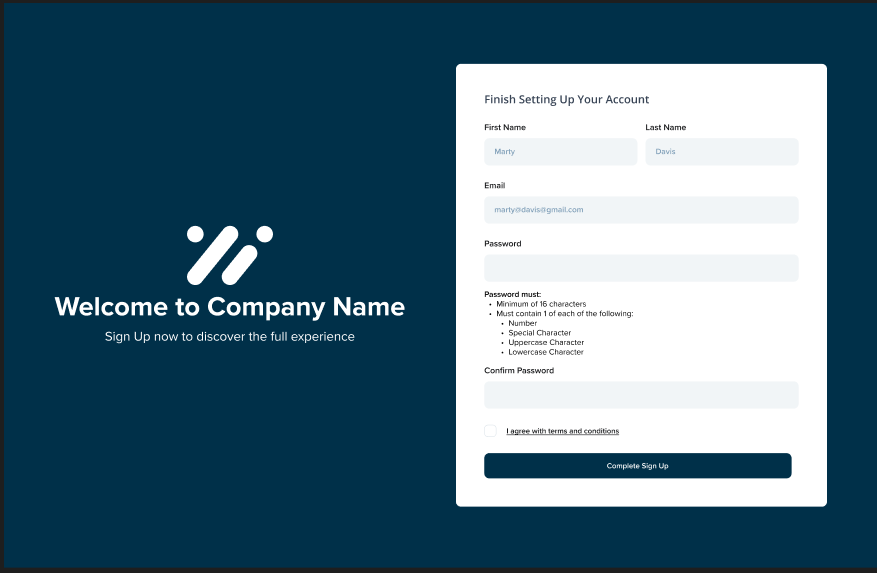 Welcome to Company Name
Sign Up now to discover the full experience
Finish Setting Up Your Account
First Name
Last Name
Marty
Davis
Email
marty@davis@gmail.com
Password
Password must:
• Minimum of 16 characters
• Must contain 1 of each of the following:
• Number
• Special Character
• Uppercase Character
• Lowercase Character
Confirm Password
I agree with terms and conditions
Complete Sign Up